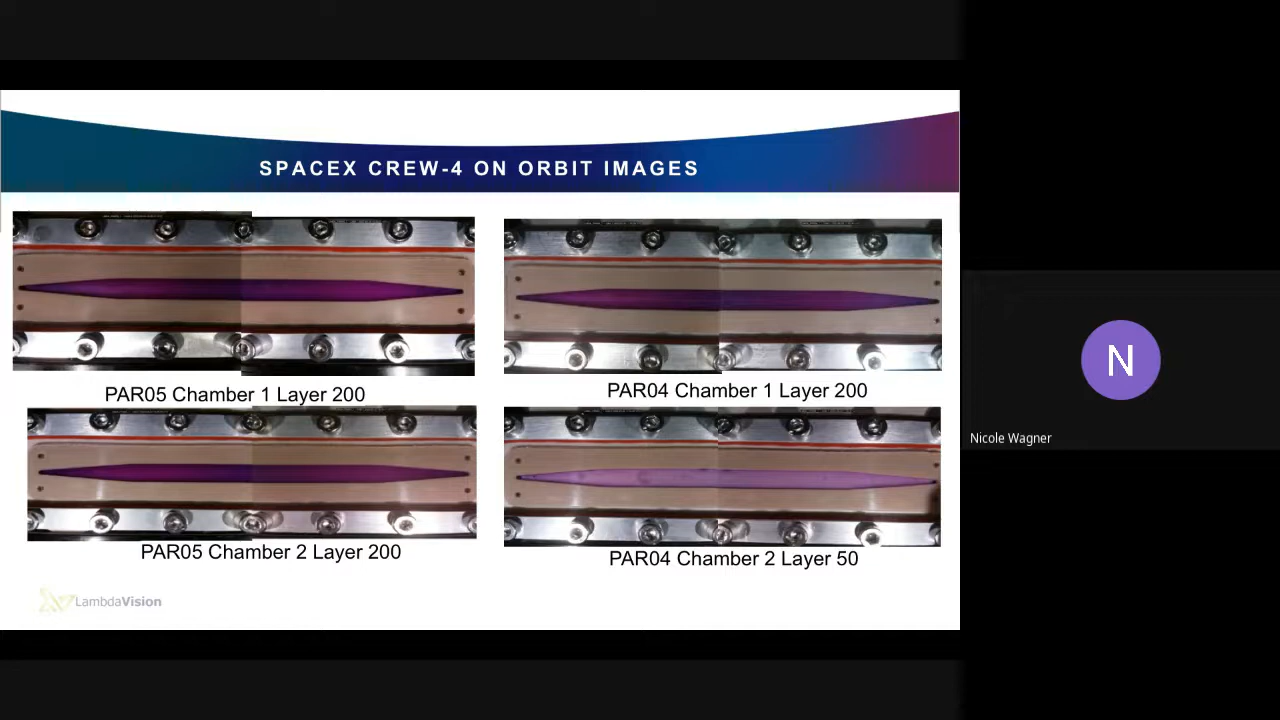 SPACEX CREW-4 ON ORBIT IMAGES
PAR05 Chamber 1 Layer 200
PAR04 Chamber 1 Layer 200
PAR05 Chamber 2 Layer 200
PAR04 Chamber 2 Layer 50
LambdaVision
N
Nicole Wagner